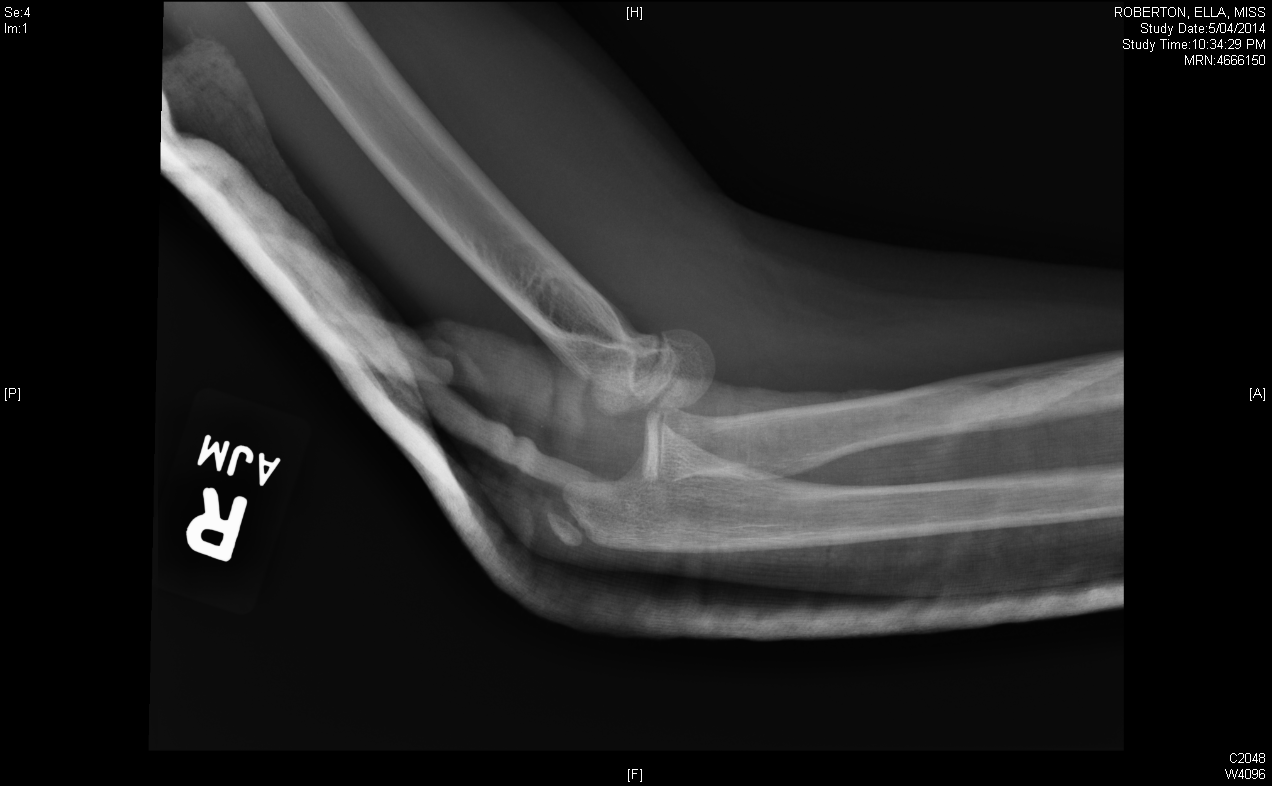 Se:4
Im:1
[H]
ROBERTON, ELLA, MISS
Study Date:5/04/2014
Study Time:10:34:29 PM
MRN:4666150
[P]
[A]
AJM
R
[F]
C2048
W4096